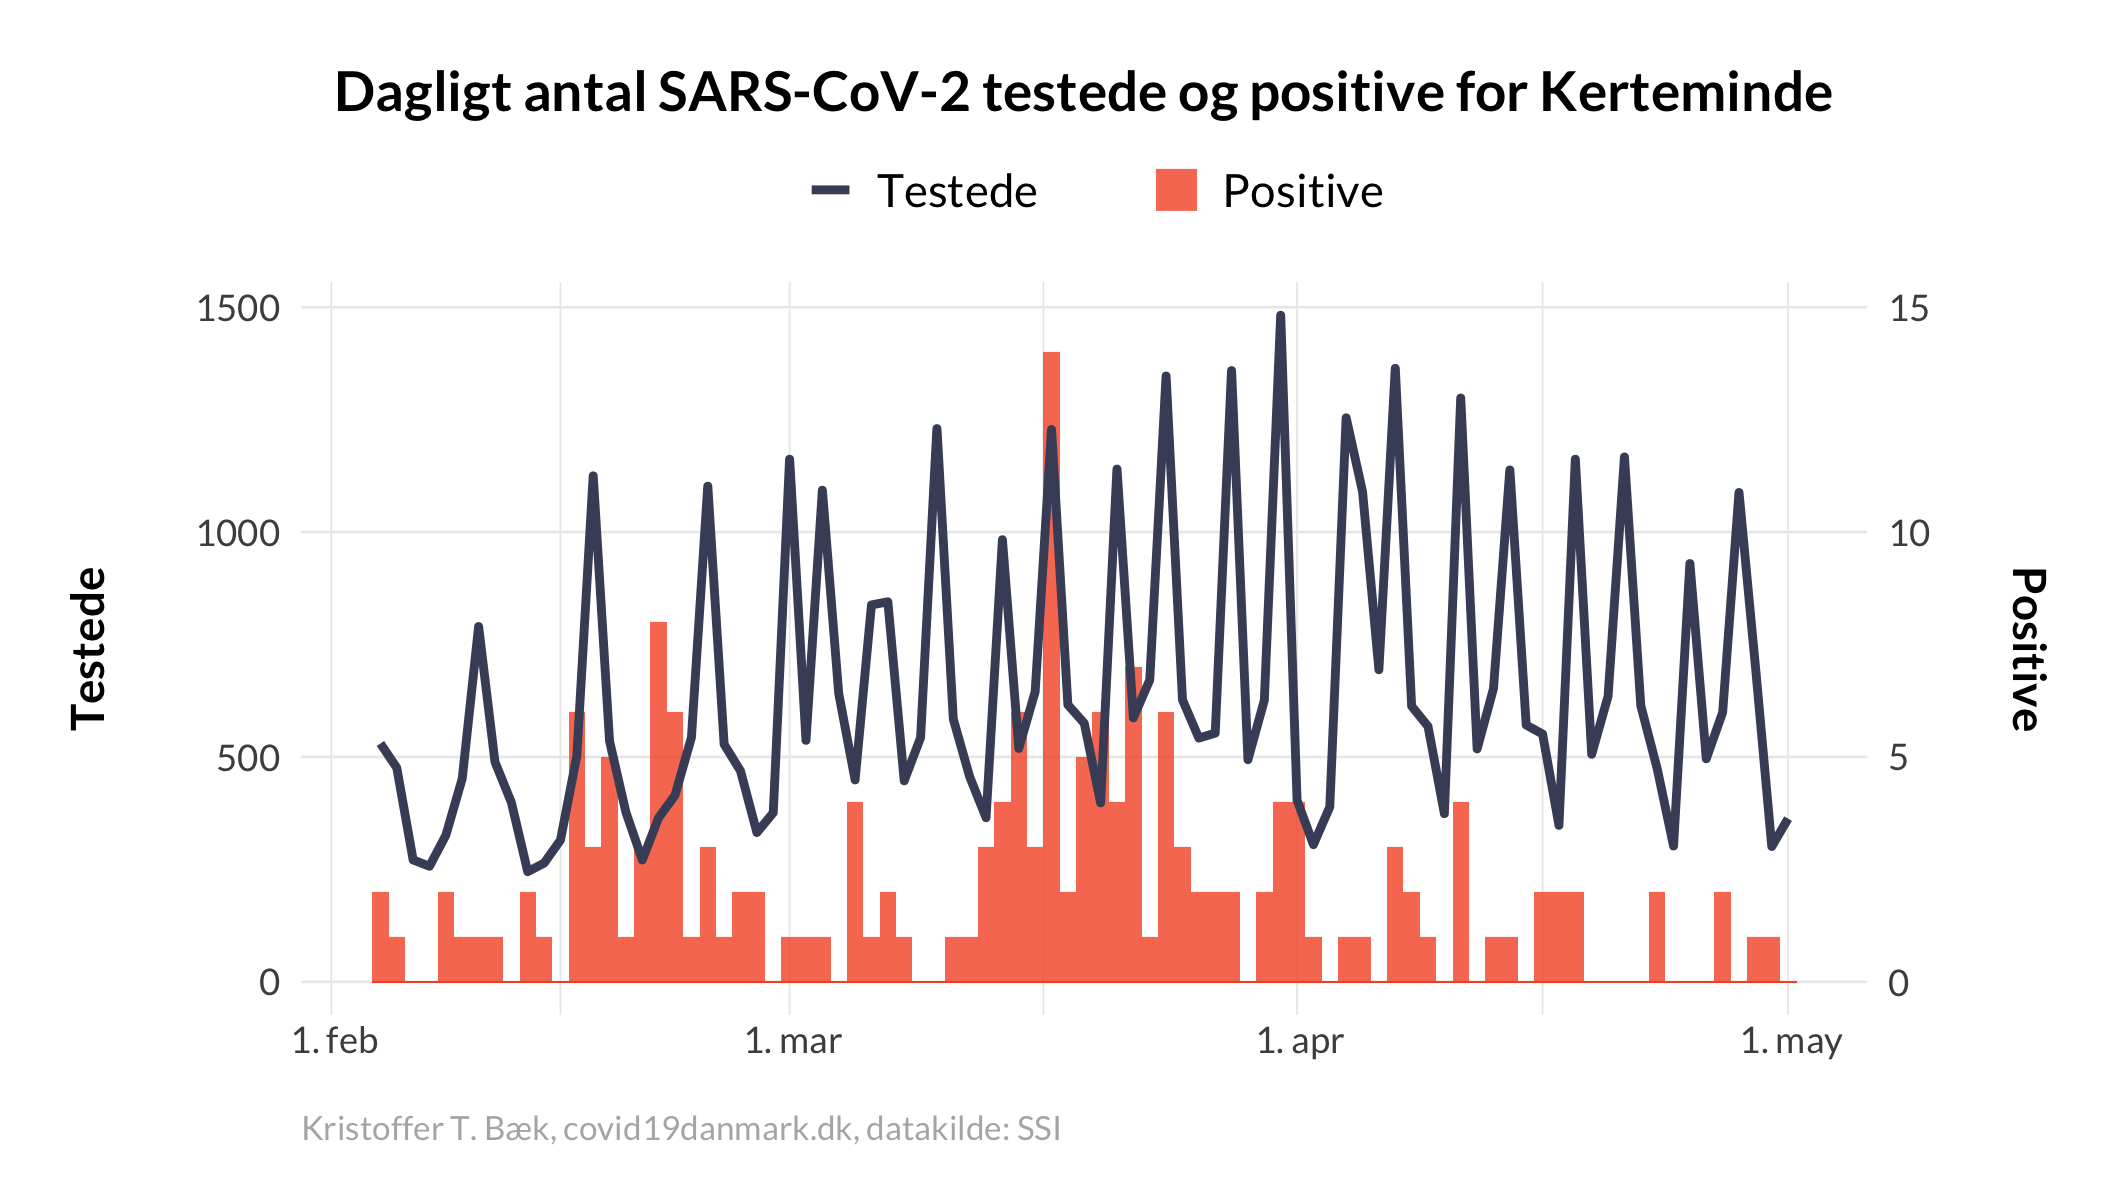 Dagligt antal SARS-CoV-2 testede og positive for Kerteminde
Testede
Positive
1500
1000
500
0
15
10
5
0
Testede
Positive
1. feb
1. mar
1. apr
1. may
Kristoffer T. Bæk, covid19danmark.dk, datakilde: SSI